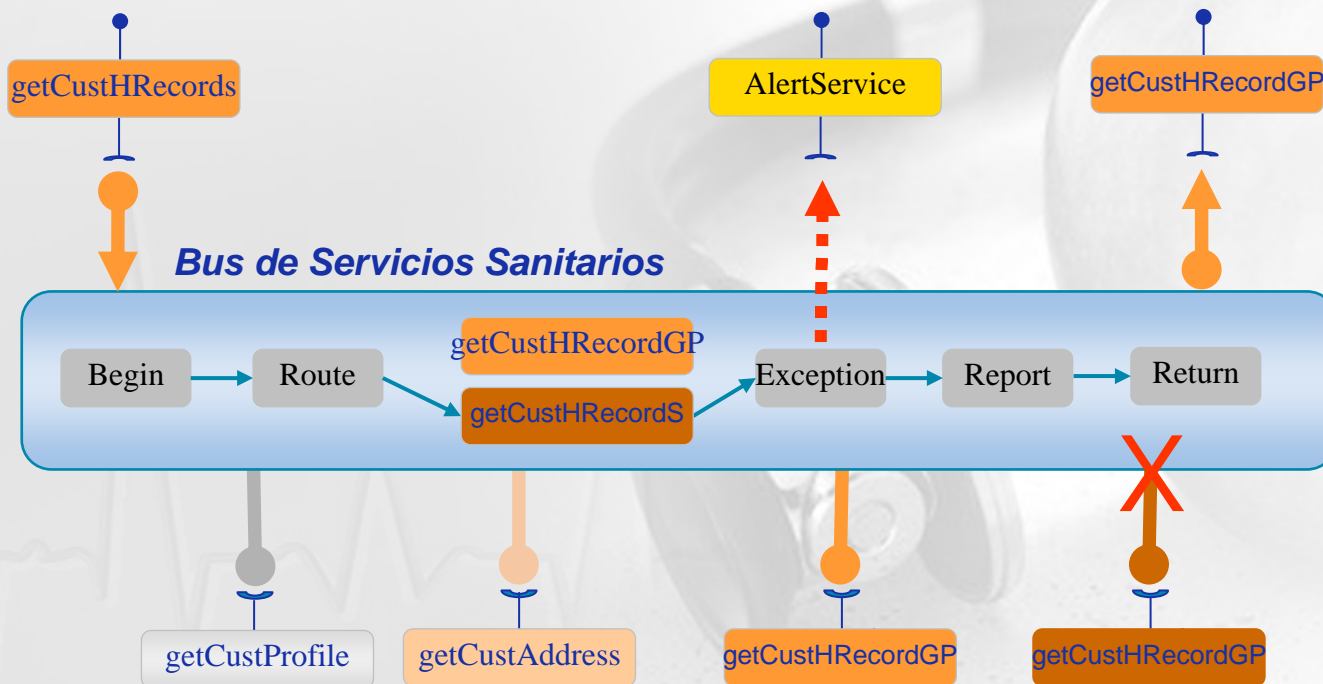 getCustHRecords
AlertService
getCustHRecordGP
Bus de Servicios Sanitarios
getCustHRecordGP
Begin
Route
getCustHRecordS
Exception
Report
Return
X
getCustProfile
getCustAddress
getCustHRecordGP
getCustHRecordGP